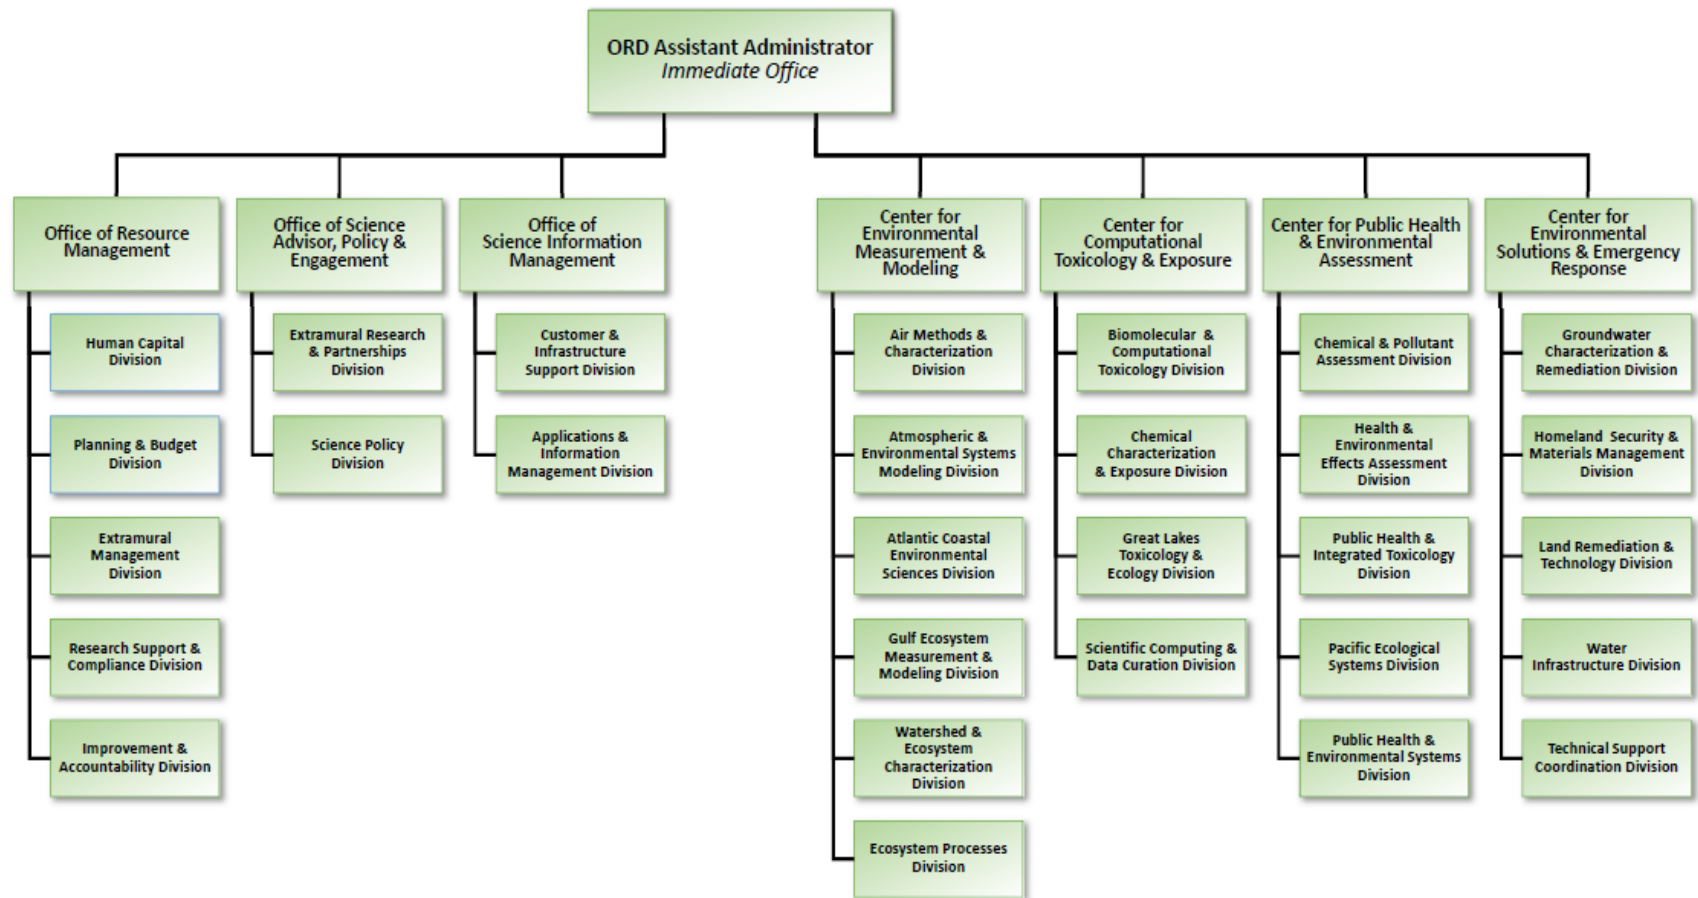 ORD Assistant Administrator
Immediate Office
Office of Resource
Management
Human Capital
Division
Planning & Budget
Division
Extramural
Management
Division
Research Support &
Compliance Division
Improvement &
Accountability Division
Office of Science
Advisor, Policy &
Engagement
Extramural Research
& Partnerships
Division
Science Policy
Division
Office of
Science Information
Management
Customer &
Infrastructure
Support Division
Applications &
Information
Management Division
Center for
Environmental
Measurement &
Modeling
Air Methods &
Characterization
Division
Atmospheric &
Environmental Systems
Modeling Division
Atlantic Coastal
Environmental
Sciences Division
Gulf Ecosystem
Measurement &
Modeling Division
Watershed &
Ecosystem
Characterization
Division
Ecosystem Processes
Division
Center for
Computational
Toxicology & Exposure
Biomolecular &
Computational
Toxicology Division
Chemical
Characterization
& Exposure Division
Great Lakes
Toxicology &
Ecology Division
Scientific Computing &
Data Curation Division
Center for Public Health
& Environmental
Assessment
Chemical & Pollutant
Assessment Division
Health &
Environmental
Effects Assessment
Division
Public Health &
Integrated Toxicology
Division
Pacific Ecological
Systems Division
Public Health &
Environmental Systems
Division
Center for
Environmental
Solutions & Emergency
Response
Groundwater
Characterization &
Remediation Division
Homeland Security &
Materials Management
Division
Land Remediation &
Technology Division
Water
Infrastructure Division
Technical Support
Coordination Division